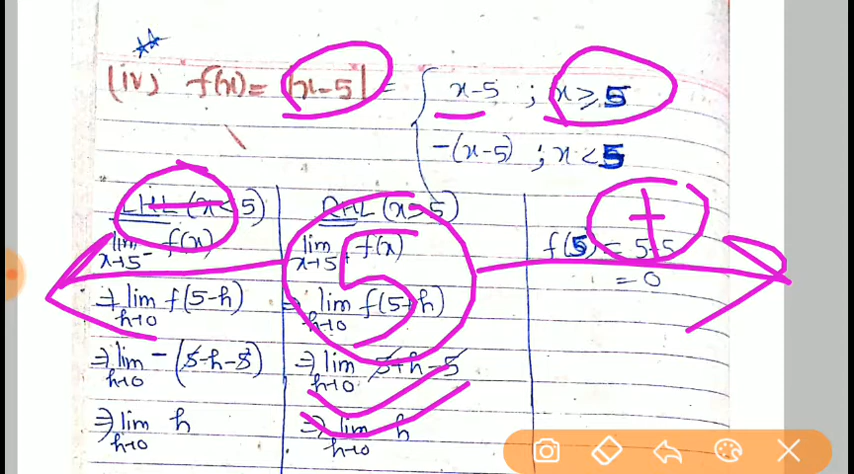 (iv) f(x) = |x-5| = { x-5 ; x ≥ 5
-(x-5) ; x < 5
LHL (x<5)
lim x→5⁻ f(x)
⇒ lim h→0 f(5-h)
⇒ lim h→0 -(5-h-5)
⇒ lim h→0 h
RHL (x>5)
lim x→5⁺ f(x)
⇒ lim h→0 f(5+h)
⇒ lim h→0 5+h-5
⇒ lim h→0 h
f(5) = 5-5
= 0
5
+